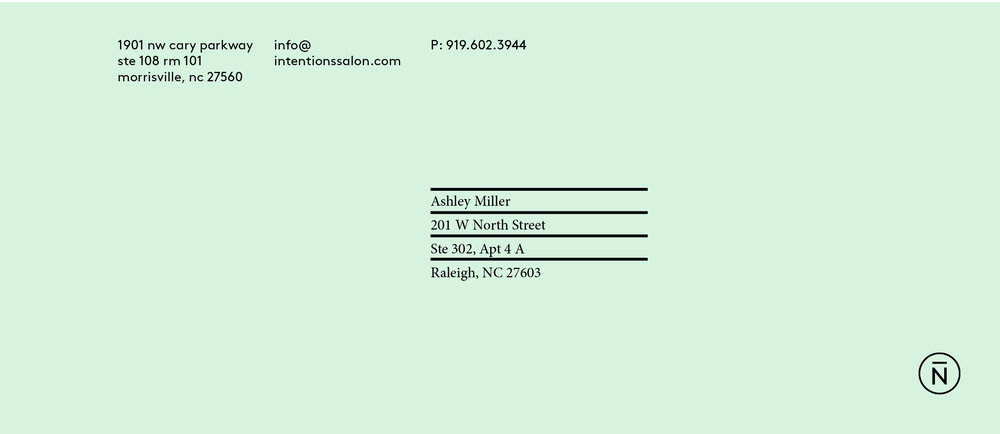 1901 nw cary parkway
ste 108 rm 101
morrisville, nc 27560
info@
intentionssalon.com
P: 919.602.3944
Ashley Miller
201 W North Street
Ste 302, Apt 4 A
Raleigh, NC 27603
N̄